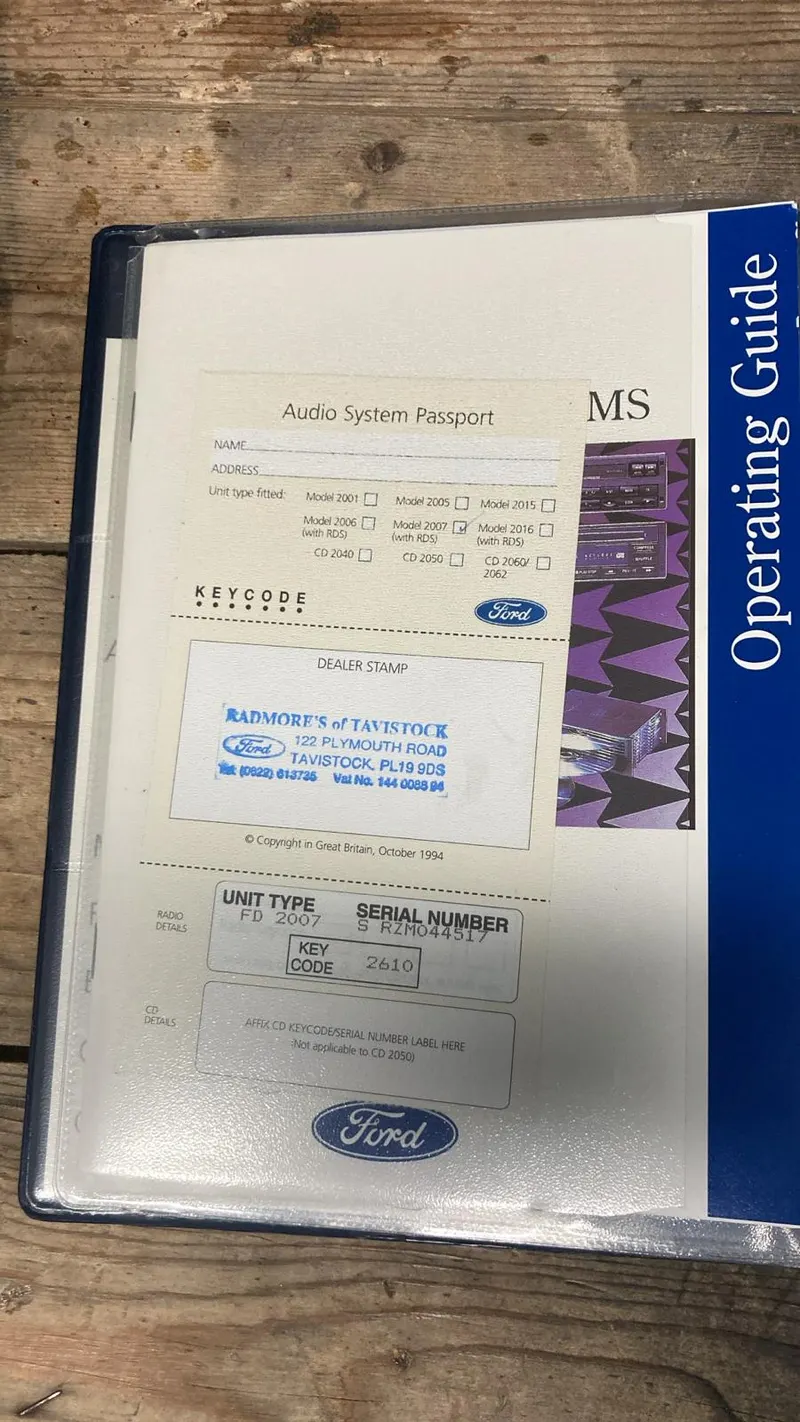 Operating Guide
MS
Audio System Passport
NAME
ADDRESS
Unit type fitted:
Model 2001
Model 2005
Model 2015
Model 2006 (with RDS)
Model 2007 (with RDS)
Model 2016 (with RDS)
CD 2040
CD 2050
CD 2060/ 2062
KEYCODE
Ford
DEALER STAMP
RADMORE'S of TAVISTOCK
Ford
122 PLYMOUTH ROAD
TAVISTOCK. PL19 9DS
Tel: (0822) 613735 Vat No. 144 0088 94
© Copyright in Great Britain, October 1994
RADIO DETAILS
UNIT TYPE
FD 2007
SERIAL NUMBER
S RZM044517
KEY CODE
2610
CD DETAILS
AFFIX CD KEYCODE/SERIAL NUMBER LABEL HERE
(Not applicable to CD 2050)
Ford